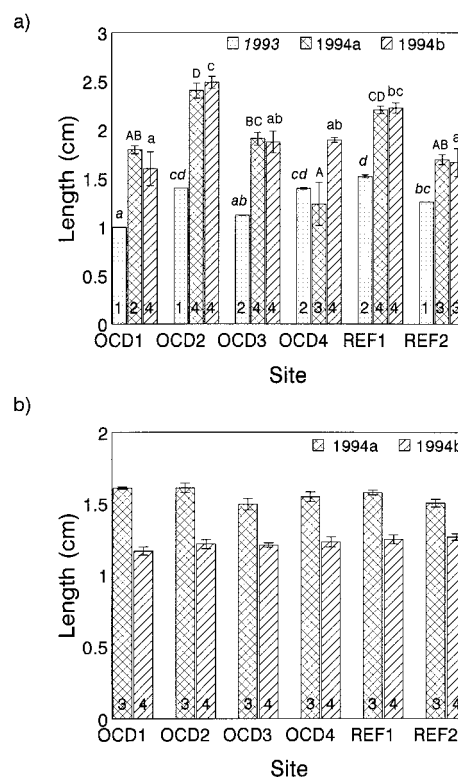 a)
1993 1994a 1994b
3
2.5
2
1.5
1
0.5
0
Length (cm)
a AB a
cd D c
ab BC ab
cd A ab
d CD bc
bc AB a
1 2 4 1 4 4 2 4 4 2 3 4 2 4 4 1 3 3
OCD1 OCD2 OCD3 OCD4 REF1 REF2
Site
b)
1994a 1994b
2
1.5
1
0.5
0
Length (cm)
3 4 3 4 3 4 3 4 3 4 3 4
OCD1 OCD2 OCD3 OCD4 REF1 REF2
Site